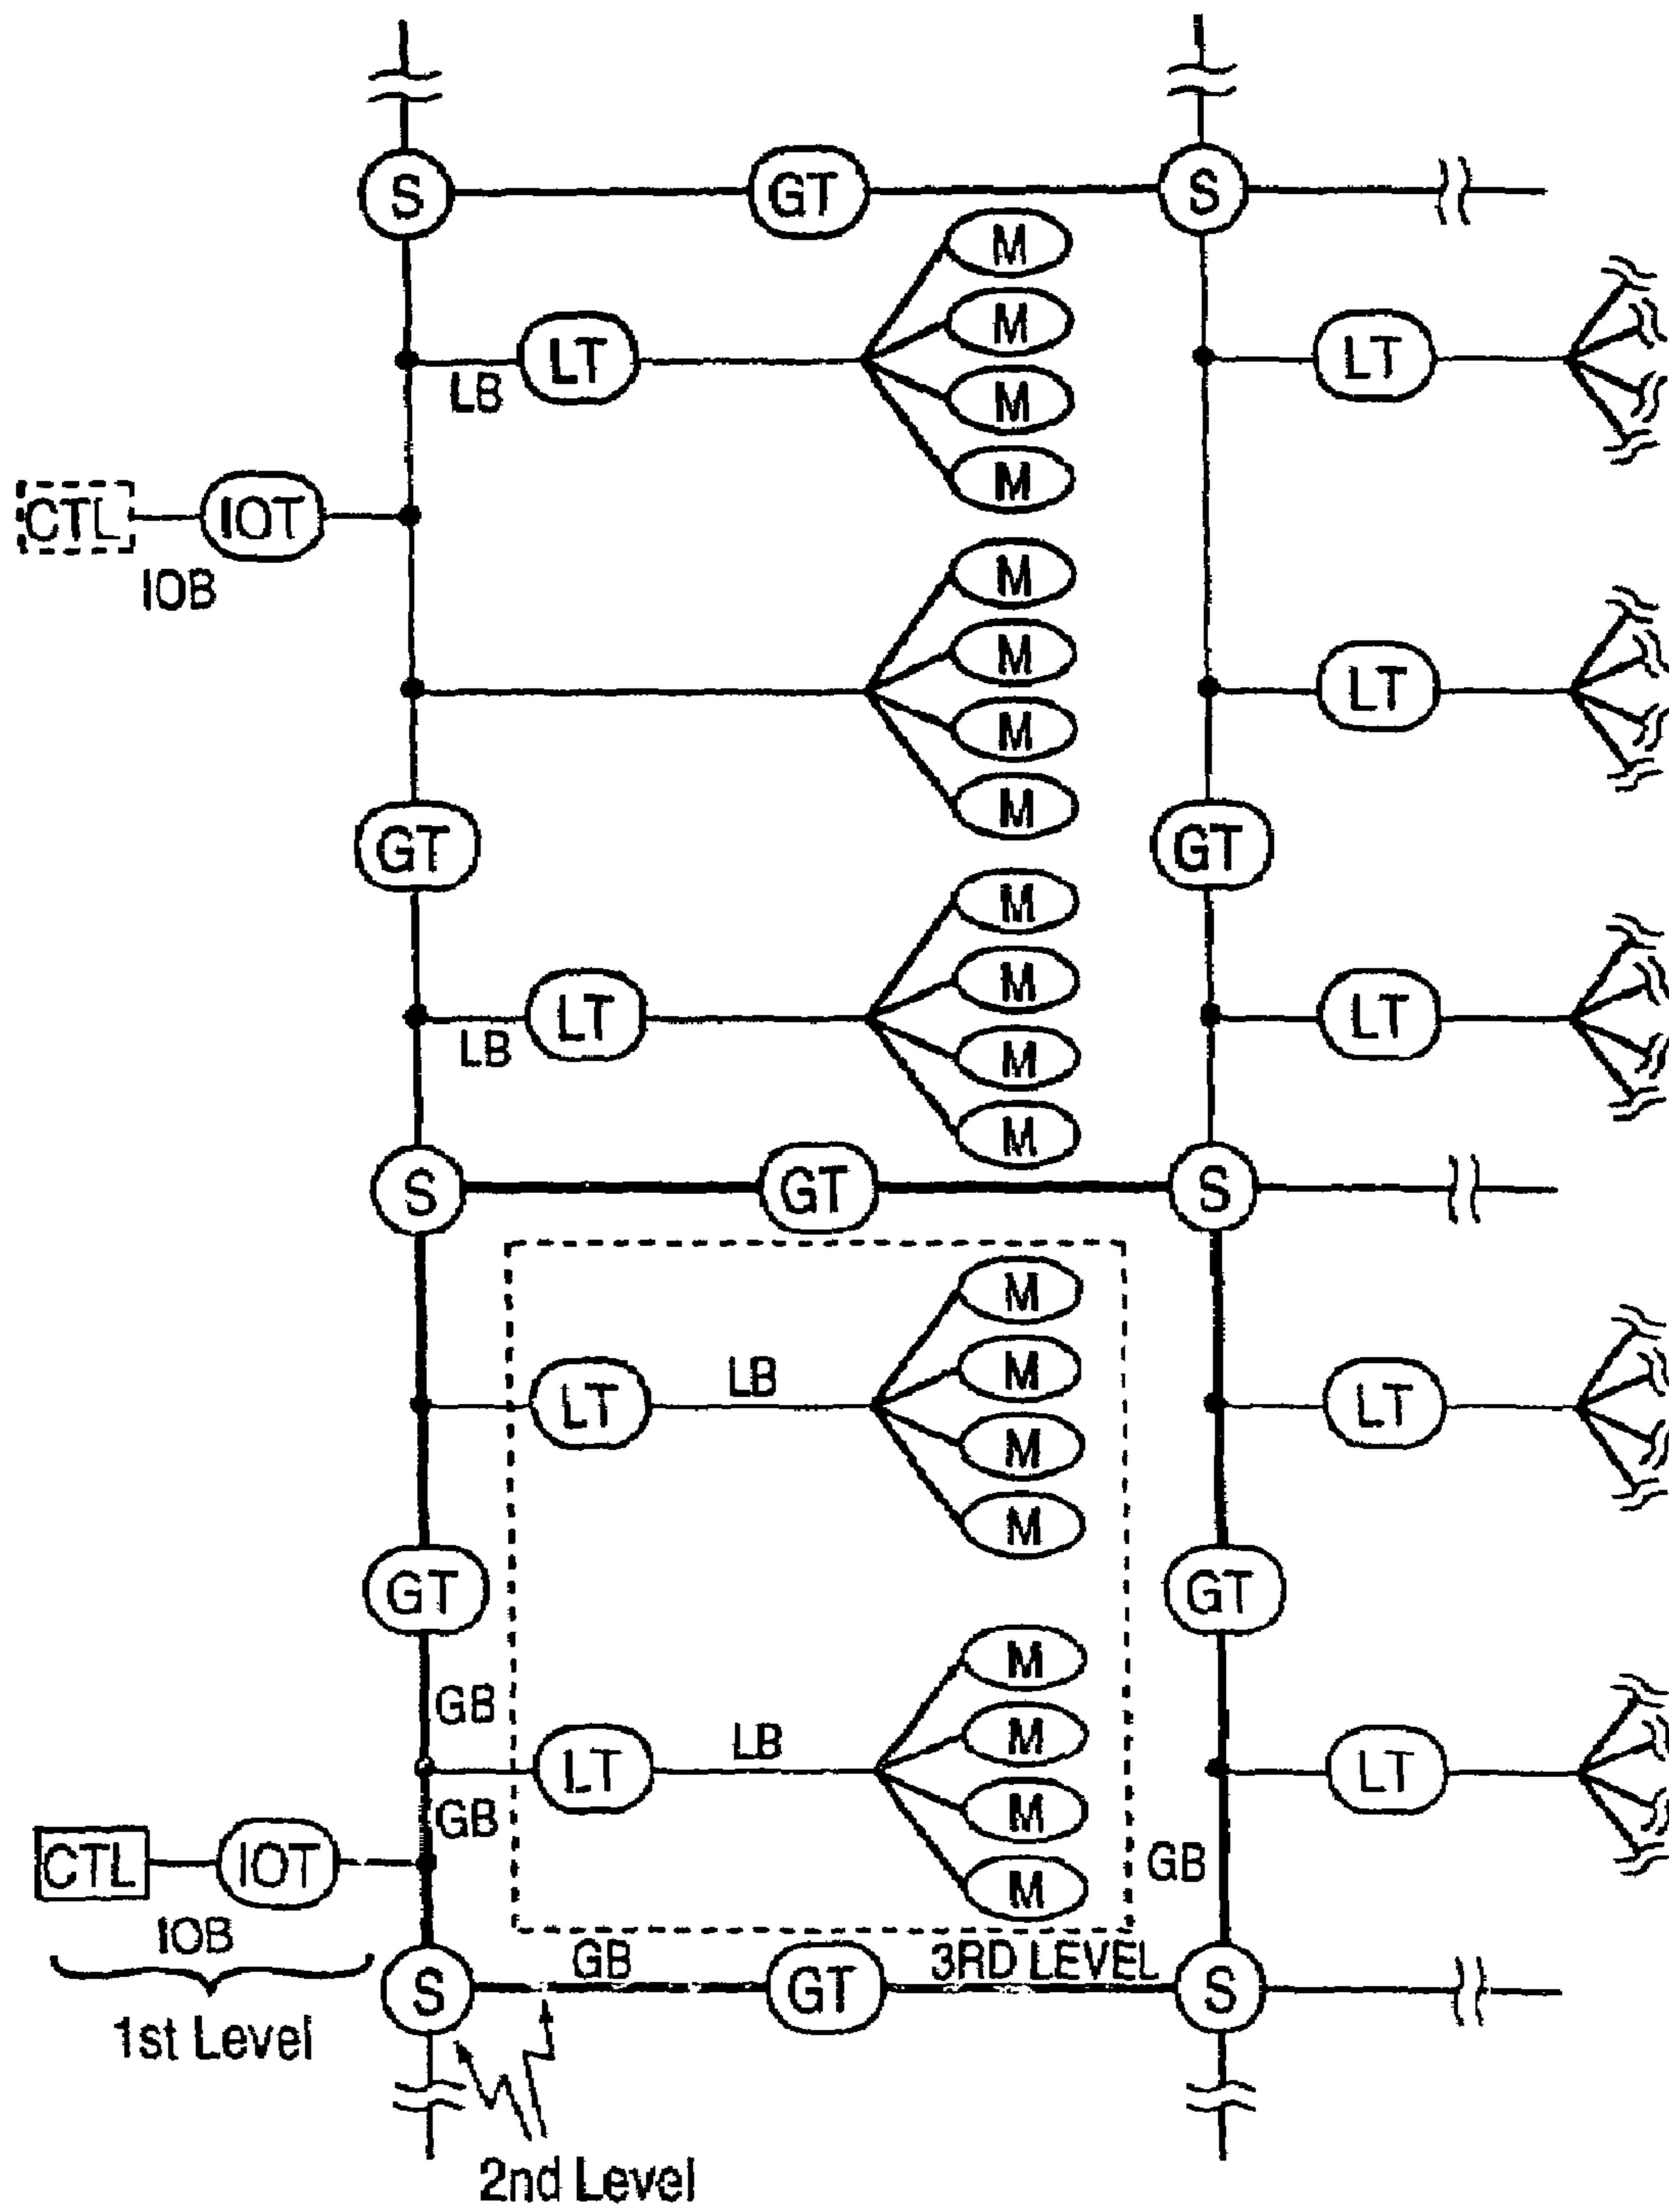 S GT S
M
M
LT LT
LB M
M
CTL IOT
IOB
M
M LT
M
M
GT GT
M
M
LT LT
LB M
M
S GT S
M
LT LB M LT
M
M
GT GT
M
GB
LT LB M LT
GB M
CTL IOT GB
M
IOB
GB 3RD LEVEL
S GT S
1st Level
2nd Level